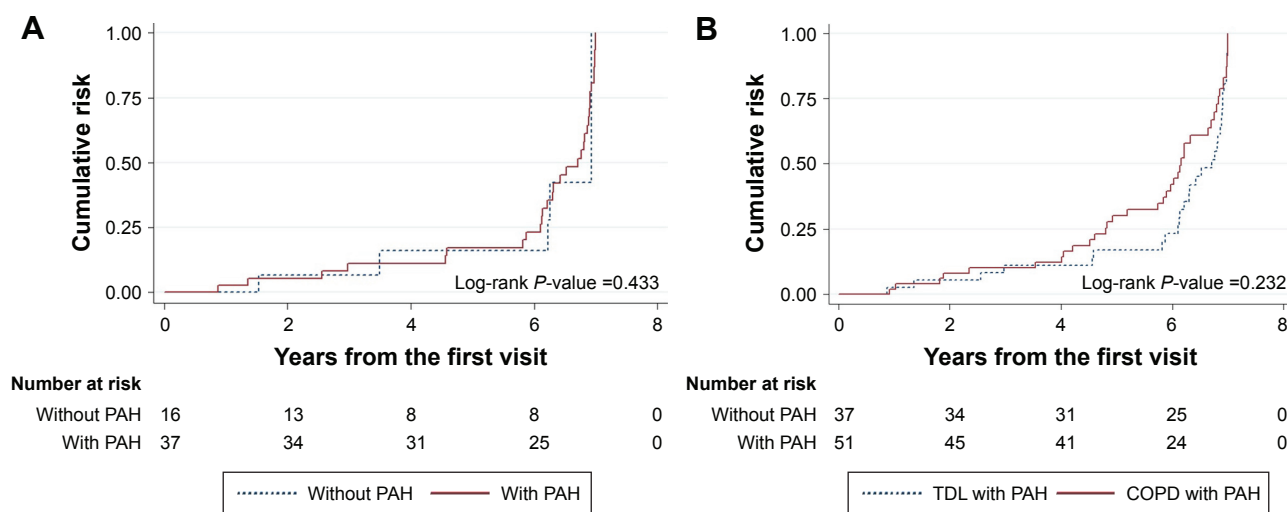 A
Cumulative risk
1.00
0.75
0.50
0.25
0.00
Log-rank P-value =0.433
0 2 4 6 8
Years from the first visit
Number at risk
Without PAH 16 13 8 8 0
With PAH 37 34 31 25 0
Without PAH With PAH
B
Cumulative risk
1.00
0.75
0.50
0.25
0.00
Log-rank P-value =0.232
0 2 4 6 8
Years from the first visit
Number at risk
Without PAH 37 34 31 25 0
With PAH 51 45 41 24 0
TDL with PAH COPD with PAH